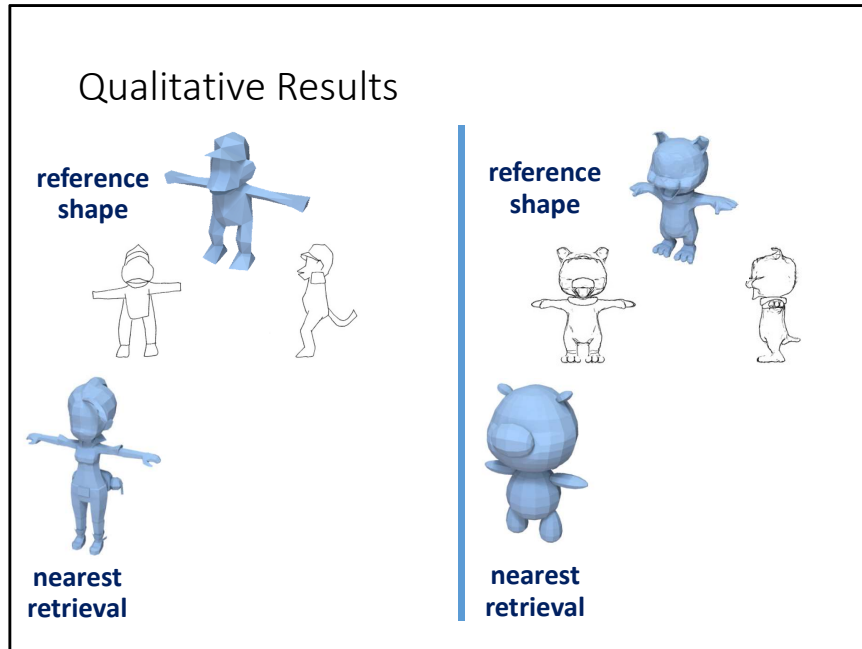 Qualitative Results
reference
shape
nearest
retrieval
reference
shape
nearest
retrieval